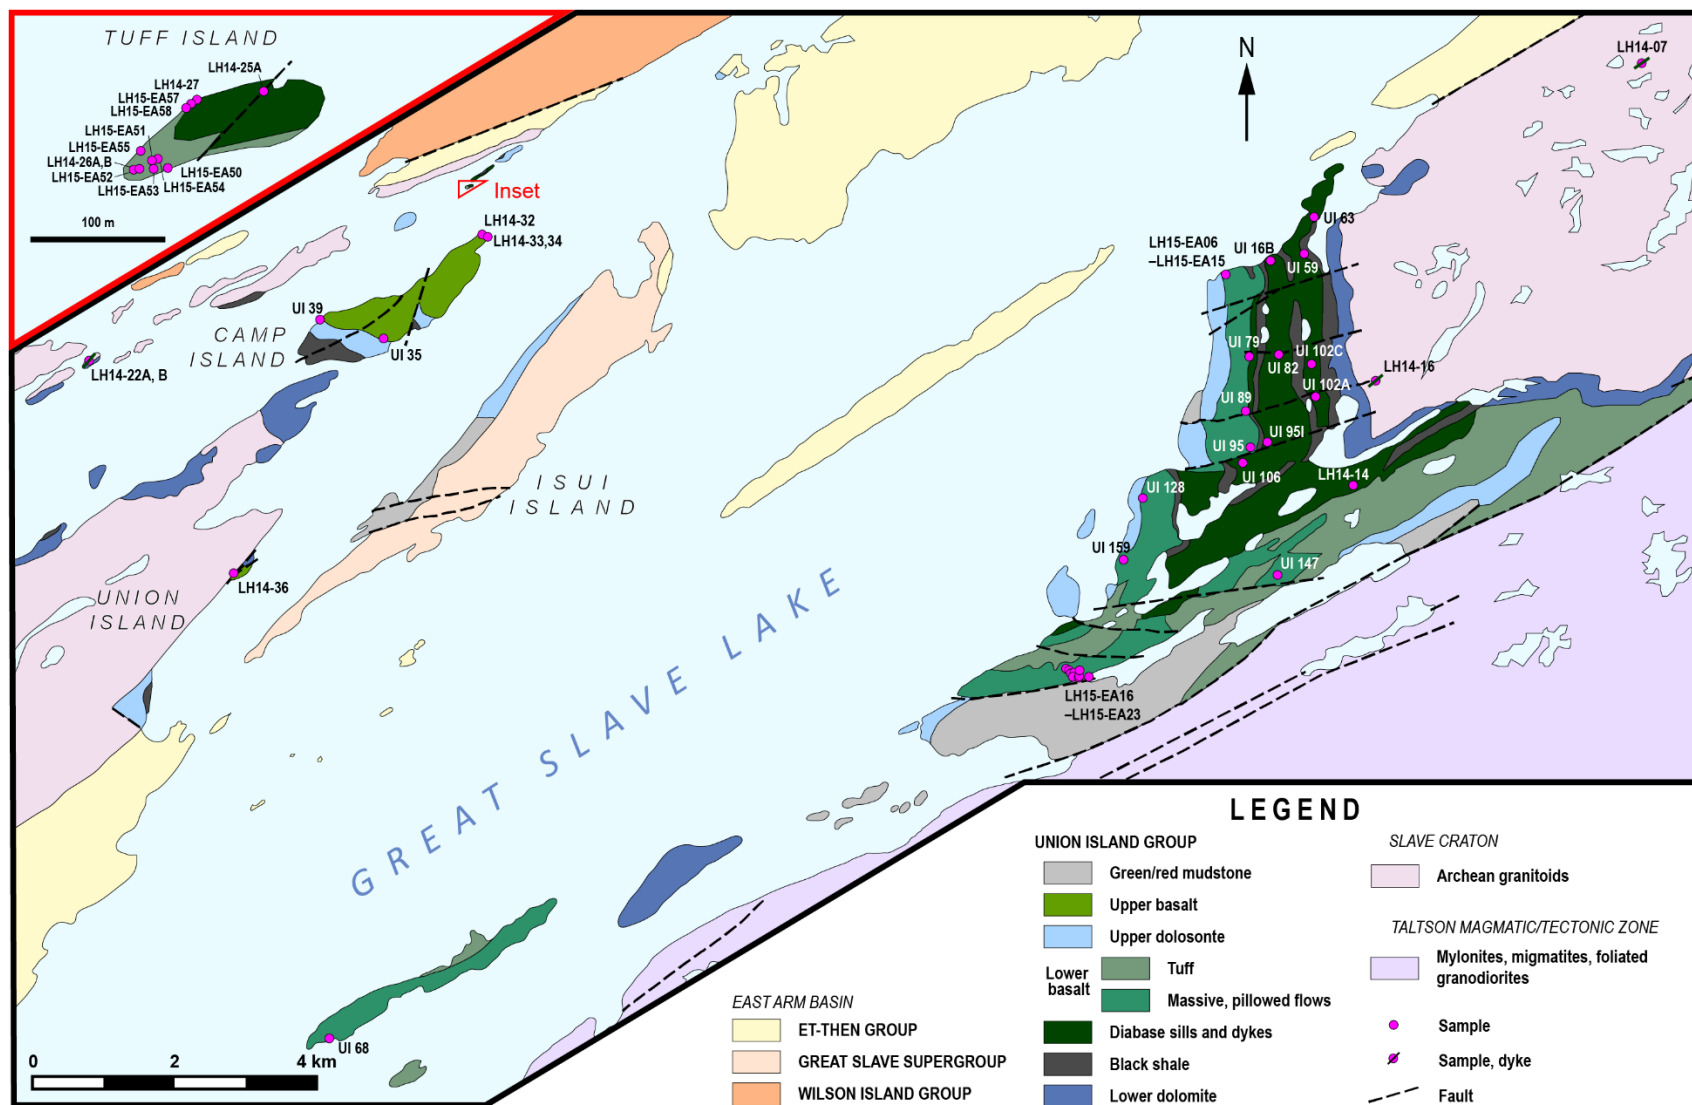 TUFF ISLAND
LH14-25A
LH14-27
LH15-EA57
LH15-EA58
LH15-EA51
LH15-EA55
LH14-26A,B
LH15-EA52
LH15-EA50
LH15-EA53
LH15-EA54
100 m
Inset
N
LH14-07
LH14-32
LH14-33,34
UI 39
CAMP
ISLAND
UI 35
LH14-22A, B
LH15-EA06
–LH15-EA15
UI 16B
UI 63
UI 59
UI 79
UI 82
UI 102C
UI 102A
LH14-16
UI 89
UI 95
UI 95I
UI 106
LH14-14
UI 128
UI 159
UI 147
ISUI
ISLAND
LH14-36
UNION
ISLAND
LH15-EA16
–LH15-EA23
GREAT SLAVE LAKE
UI 68
0 2 4 km
LEGEND
UNION ISLAND GROUP
Green/red mudstone
Upper basalt
Upper dolosonte
Lower
basalt
Tuff
Massive, pillowed flows
Diabase sills and dykes
Black shale
Lower dolomite
EAST ARM BASIN
ET-THEN GROUP
GREAT SLAVE SUPERGROUP
WILSON ISLAND GROUP
SLAVE CRATON
Archean granitoids
TALTSON MAGMATIC/TECTONIC ZONE
Mylonites, migmatites, foliated
granodiorites
Sample
Sample, dyke
Fault